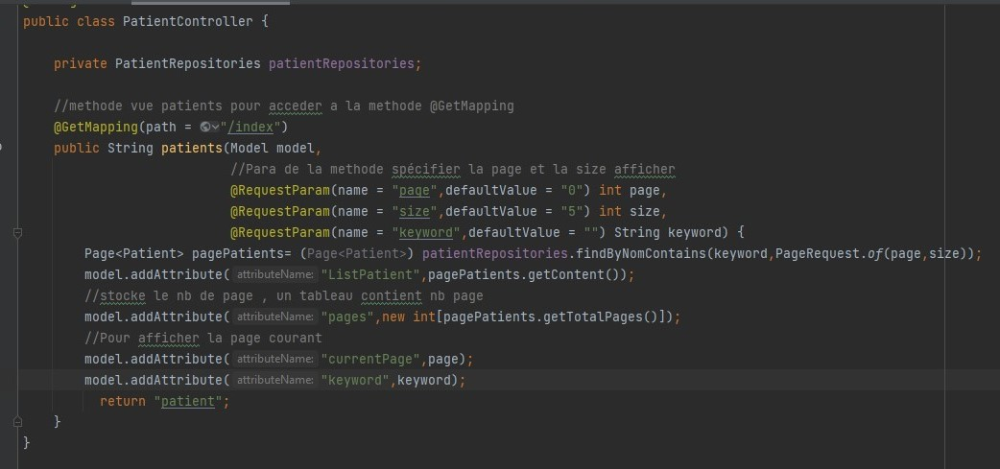 public class PatientController {
private PatientRepositories patientRepositories;
//methode vue patients pour acceder a la methode @GetMapping
@GetMapping(path = "/index")
public String patients(Model model,
//Para de la methode spécifier la page et la size afficher
@RequestParam(name = "page",defaultValue = "0") int page,
@RequestParam(name = "size",defaultValue = "5") int size,
@RequestParam(name = "keyword",defaultValue = "") String keyword) {
Page<Patient> pagePatients= (Page<Patient>) patientRepositories.findByNomContains(keyword,PageRequest.of(page,size));
model.addAttribute( attributeName: "ListPatient",pagePatients.getContent());
//stocke le nb de page , un tableau contient nb page
model.addAttribute( attributeName: "pages",new int[pagePatients.getTotalPages()]);
//Pour afficher la page courant
model.addAttribute( attributeName: "currentPage",page);
model.addAttribute( attributeName: "keyword",keyword);
return "patient";
}
}